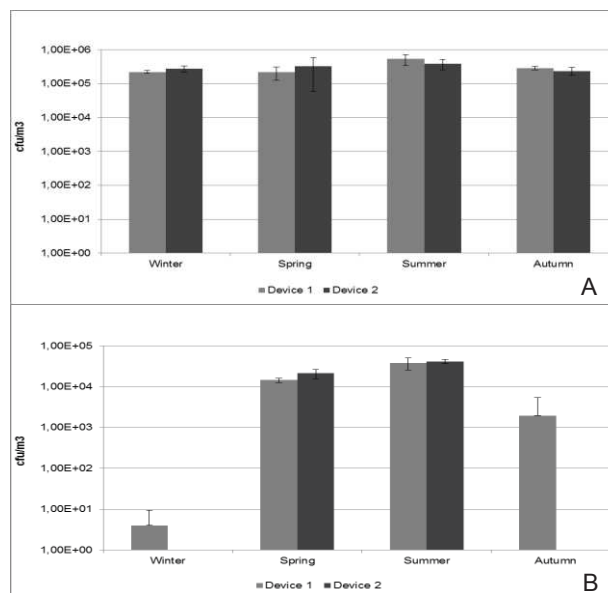 1,00E+06
1,00E+05
1,00E+04
1,00E+03
1,00E+02
1,00E+01
1,00E+00
cfu/m3
Winter Spring Summer Autumn
Device 1 Device 2
A
1,00E+05
1,00E+04
1,00E+03
1,00E+02
1,00E+01
1,00E+00
cfu/m3
Winter Spring Summer Autumn
Device 1 Device 2
B